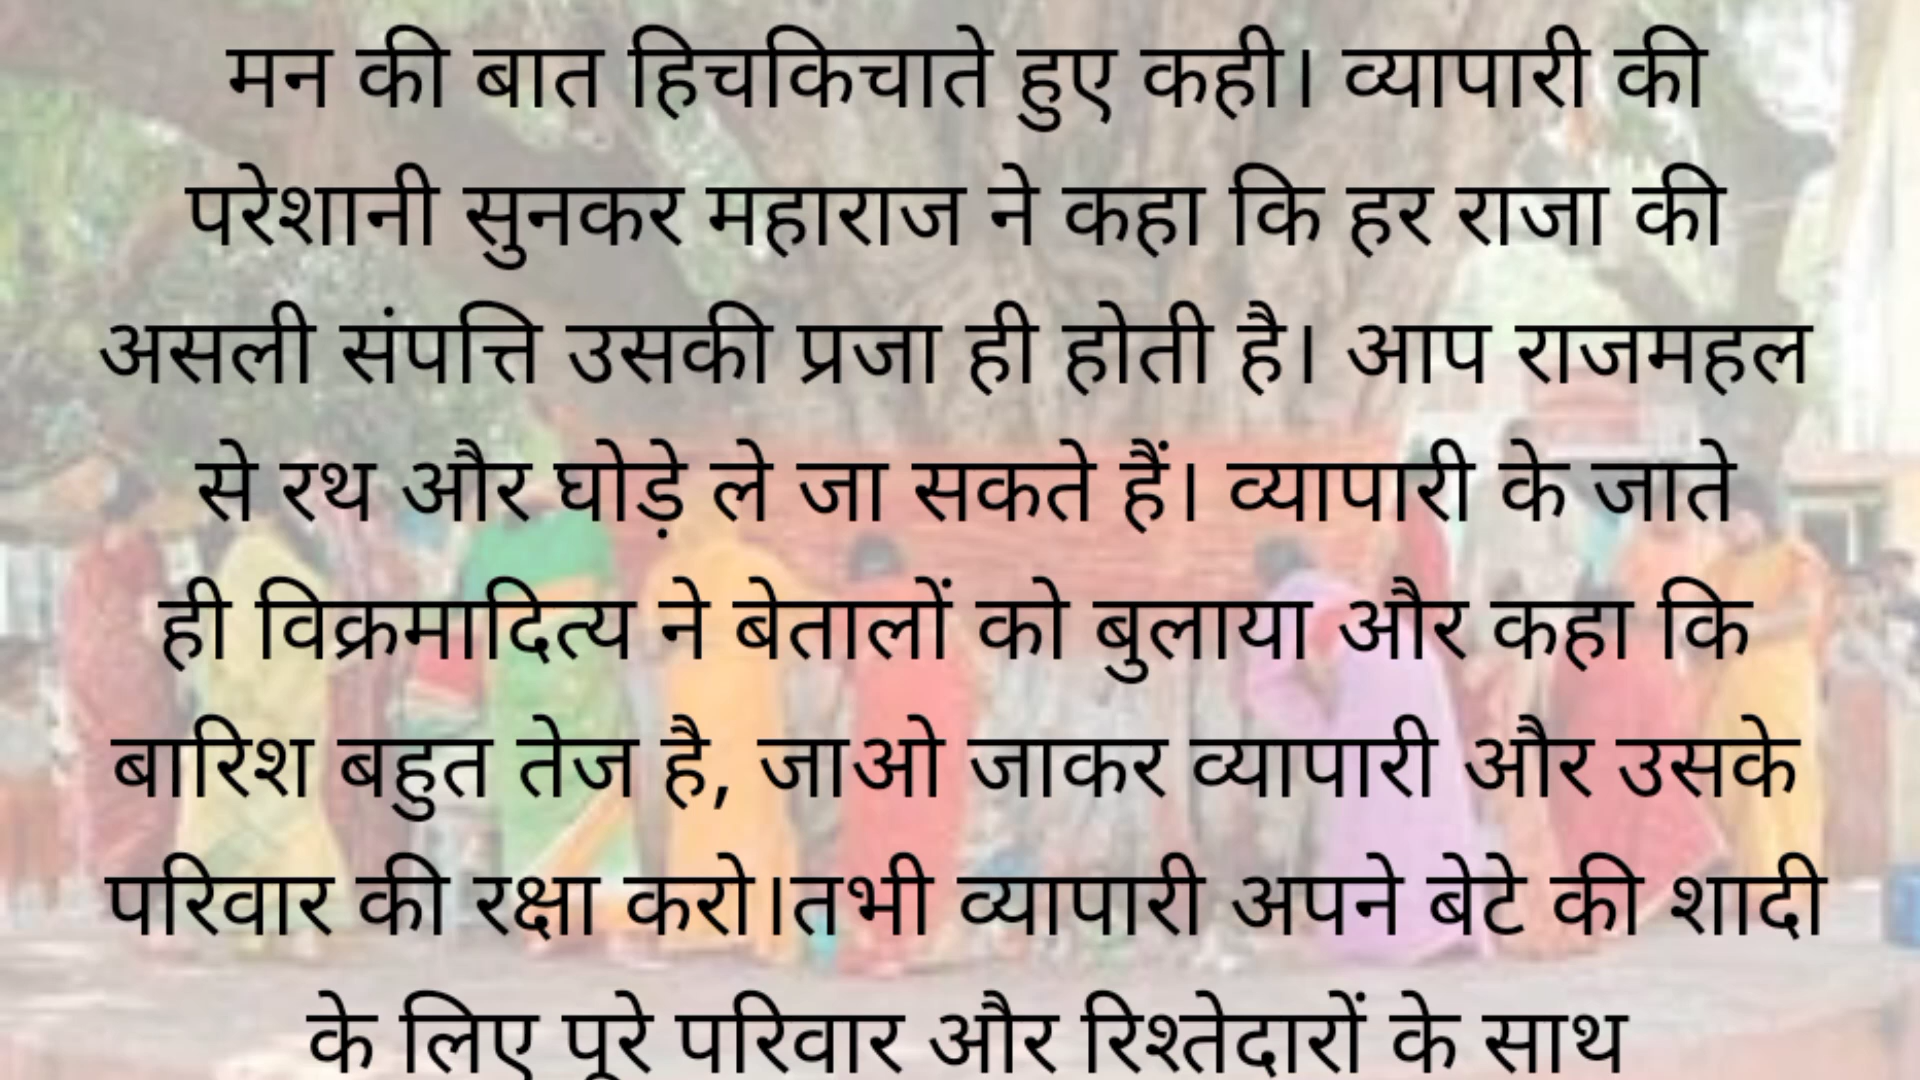 मन की बात हिचकिचाते हुए कही। व्यापारी की
परेशानी सुनकर महाराज ने कहा कि हर राजा की
असली संपत्ति उसकी प्रजा ही होती है। आप राजमहल
से रथ और घोड़े ले जा सकते हैं। व्यापारी के जाते
ही विक्रमादित्य ने बेतालों को बुलाया और कहा कि
बारिश बहुत तेज है, जाओ जाकर व्यापारी और उसके
परिवार की रक्षा करो।तभी व्यापारी अपने बेटे की शादी
के लिए पूरे परिवार और रिश्तेदारों के साथ